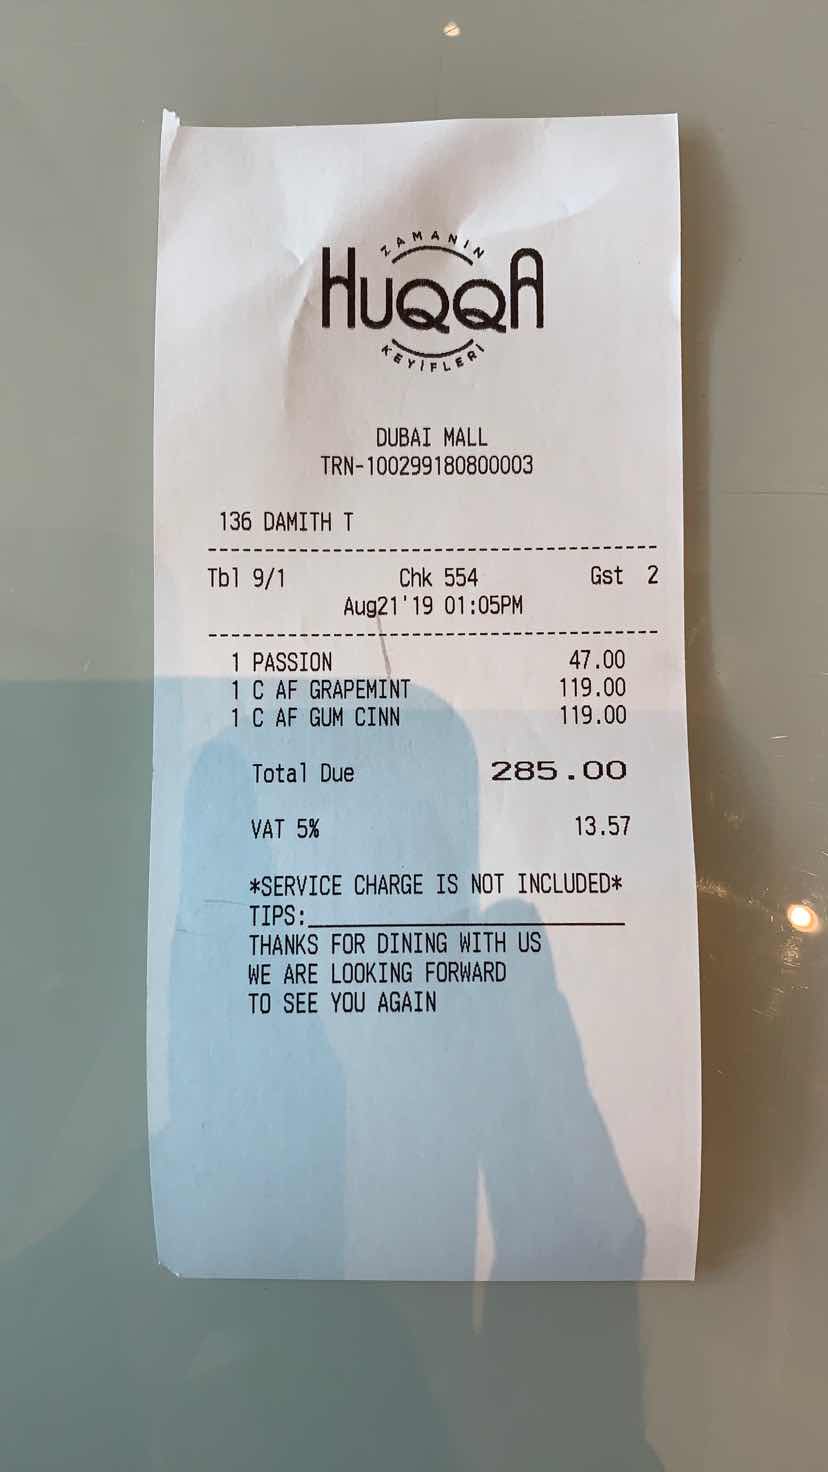 ZAMANIN
HUQQA
KEYİFLERİ
DUBAI MALL
TRN-100299180800003
136 DAMITH T
Tbl 9/1 Chk 554 Gst 2
Aug21'19 01:05PM
1 PASSION 47.00
1 C AF GRAPEMINT 119.00
1 C AF GUM CINN 119.00
Total Due 285.00
VAT 5% 13.57
*SERVICE CHARGE IS NOT INCLUDED*
TIPS:
THANKS FOR DINING WITH US
WE ARE LOOKING FORWARD
TO SEE YOU AGAIN